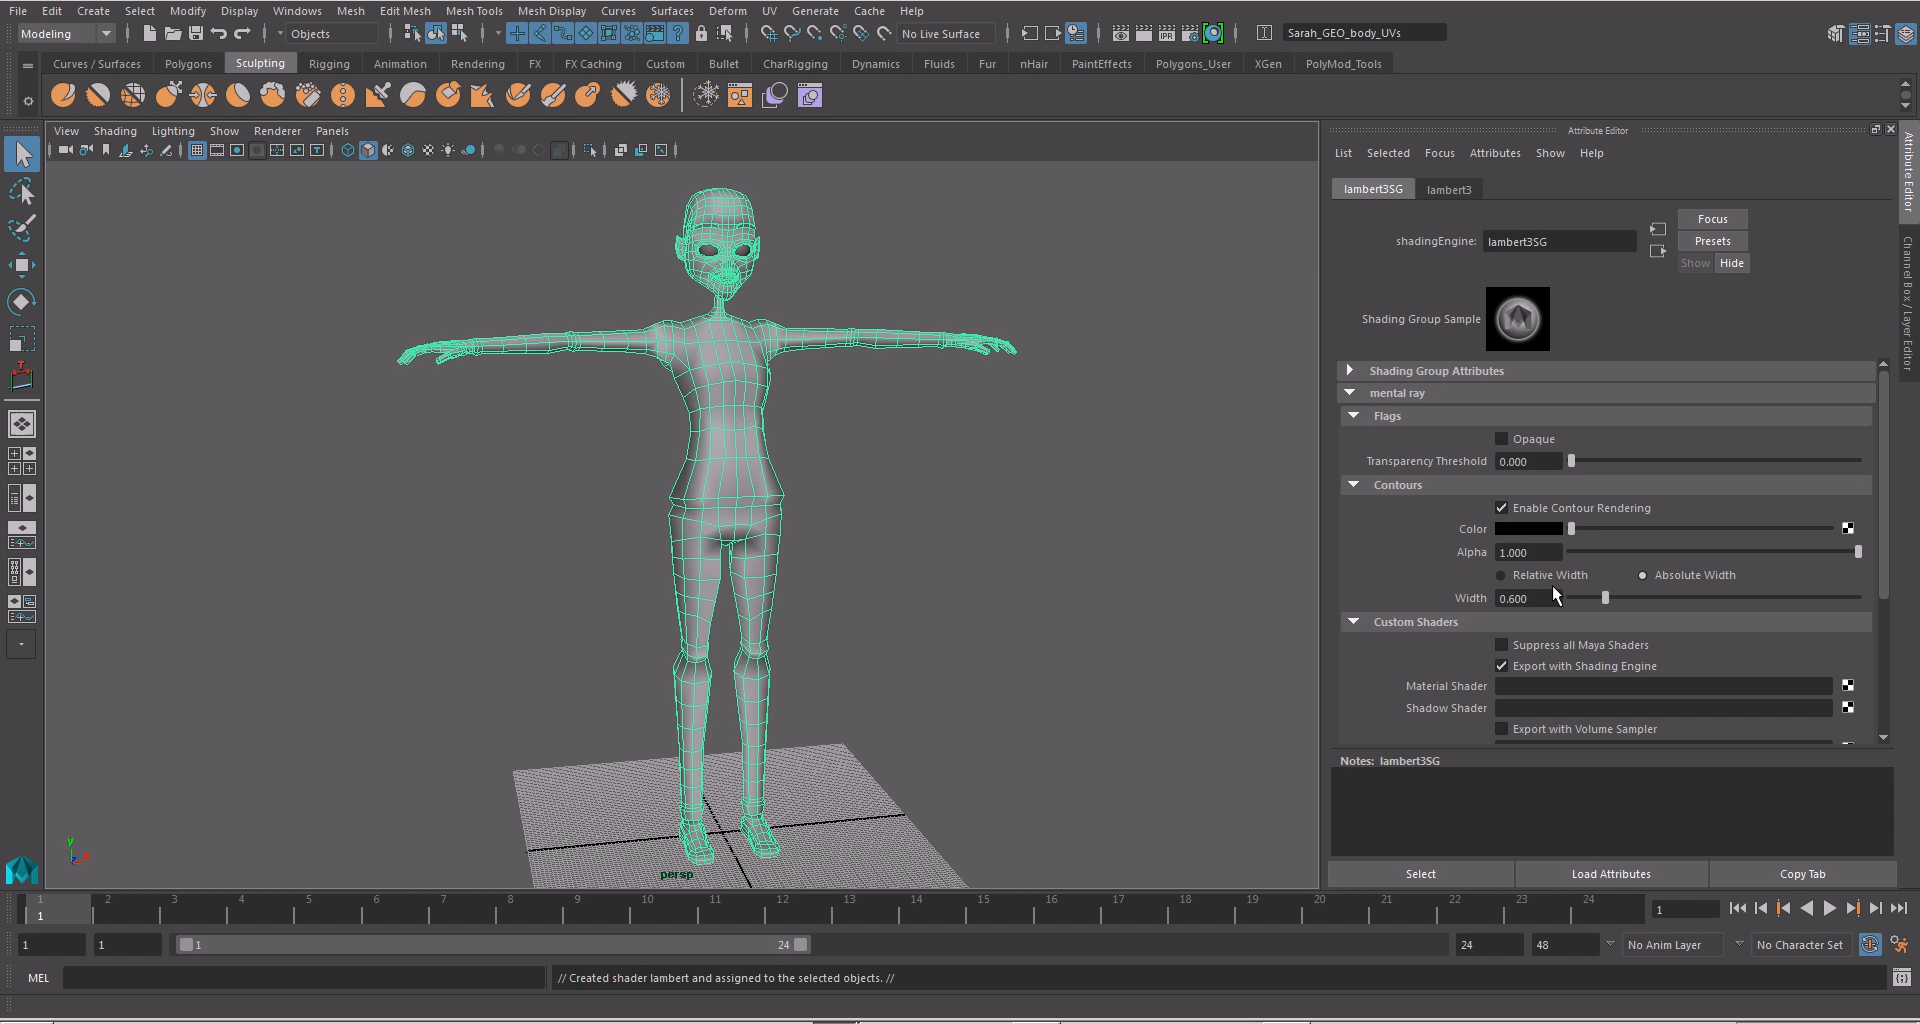 File Edit Create Select Modify Display Windows Mesh Edit Mesh Mesh Tools Mesh Display Curves Surfaces Deform UV Generate Cache Help
Modeling Objects No Live Surface Sarah_GEO_body_UVs
Curves / Surfaces Polygons Sculpting Rigging Animation Rendering FX FX Caching Custom Bullet CharRigging Dynamics Fluids Fur nHair PaintEffects Polygons_User XGen PolyMod_Tools
View Shading Lighting Show Renderer Panels
Attribute Editor
List Selected Focus Attributes Show Help
lambert3SG lambert3
Focus
shadingEngine: lambert3SG Presets
Show Hide
Shading Group Sample
Shading Group Attributes
mental ray
Flags
Opaque
Transparency Threshold 0.000
Contours
Enable Contour Rendering
Color
Alpha 1.000
Relative Width Absolute Width
Width 0.600
Custom Shaders
Suppress all Maya Shaders
Export with Shading Engine
Material Shader
Shadow Shader
Export with Volume Sampler
Notes: lambert3SG
Select Load Attributes Copy Tab
Attribute Editor
Channel Box / Layer Editor
y
z
persp
1 2 3 4 5 6 7 8 9 10 11 12 13 14 15 16 17 18 19 20 21 22 23 24
1 1
1 1 1 24 24 48 No Anim Layer No Character Set
MEL // Created shader lambert and assigned to the selected objects. //